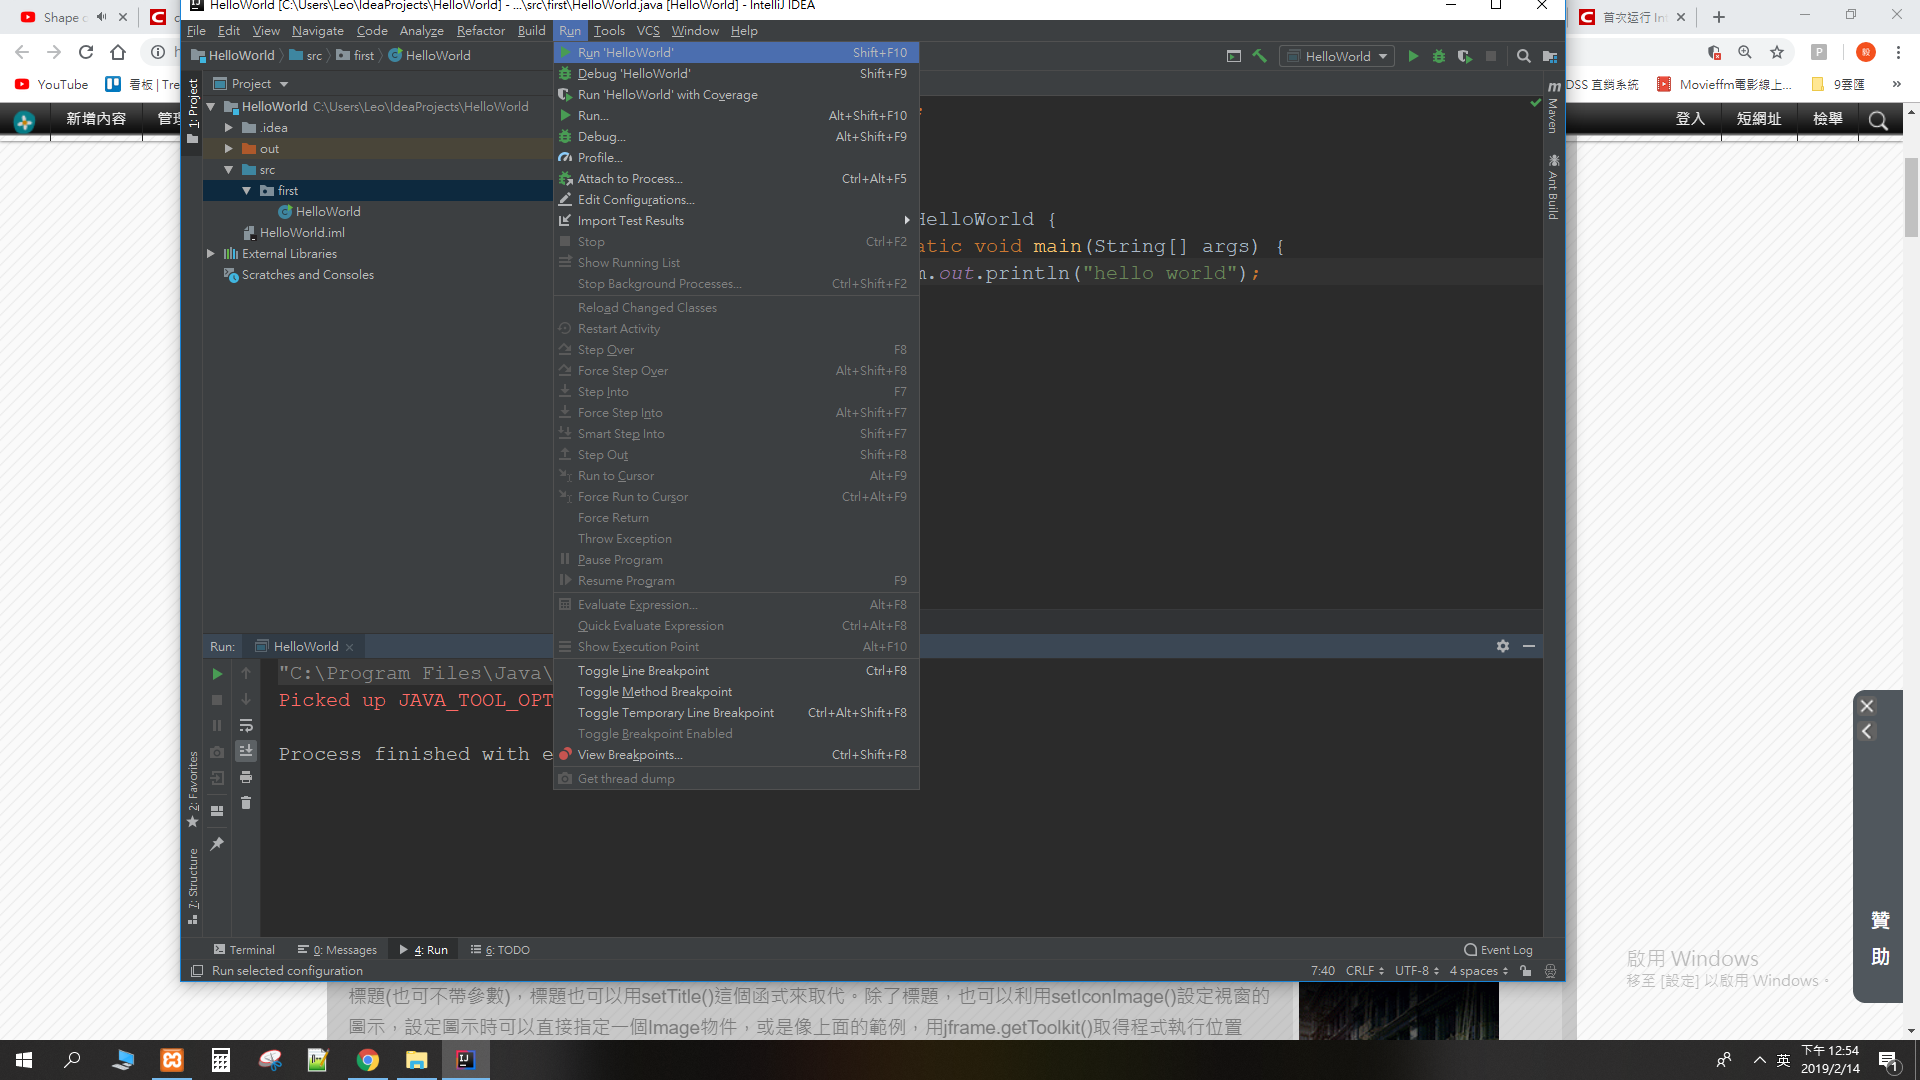 Shape c
c
首次运行 Int
HelloWorld [C:\Users\Leo\IdeaProjects\HelloWorld] - ...\src\first\HelloWorld.java [HelloWorld] - IntelliJ IDEA
File Edit View Navigate Code Analyze Refactor Build Run Tools VCS Window Help
HelloWorld src first HelloWorld
HelloWorld
YouTube
看板 | Tre
DSS 直銷系統
Movieffm電影線上...
9雲匯
»
新增內容
管理
登入
短網址
檢舉
1: Project
Project
HelloWorld C:\Users\Leo\IdeaProjects\HelloWorld
.idea
out
src
first
HelloWorld
HelloWorld.iml
External Libraries
Scratches and Consoles
Run 'HelloWorld' Shift+F10
Debug 'HelloWorld' Shift+F9
Run 'HelloWorld' with Coverage
Run... Alt+Shift+F10
Debug... Alt+Shift+F9
Profile...
Attach to Process... Ctrl+Alt+F5
Edit Configurations...
Import Test Results
Stop Ctrl+F2
Show Running List
Stop Background Processes... Ctrl+Shift+F2
Reload Changed Classes
Restart Activity
Step Over F8
Force Step Over Alt+Shift+F8
Step Into F7
Force Step Into Alt+Shift+F7
Smart Step Into Shift+F7
Step Out Shift+F8
Run to Cursor Alt+F9
Force Run to Cursor Ctrl+Alt+F9
Force Return
Throw Exception
Pause Program
Resume Program F9
Evaluate Expression... Alt+F8
Quick Evaluate Expression Ctrl+Alt+F8
Show Execution Point Alt+F10
Toggle Line Breakpoint Ctrl+F8
Toggle Method Breakpoint
Toggle Temporary Line Breakpoint Ctrl+Alt+Shift+F8
Toggle Breakpoint Enabled
View Breakpoints... Ctrl+Shift+F8
Get thread dump
HelloWorld {
atic void main(String[] args) {
m.out.println("hello world");
Maven
Ant Build
Run: HelloWorld
"C:\Program Files\Java\
Picked up JAVA_TOOL_OPT
Process finished with e
2: Favorites
7: Structure
Terminal 0: Messages 4: Run 6: TODO Event Log
Run selected configuration 7:40 CRLF UTF-8 4 spaces
贊
助
啟用 Windows
移至 [設定] 以啟用 Windows。
標題(也可不帶參數)，標題也可以用setTitle()這個函式來取代。除了標題，也可以利用setIconImage()設定視窗的
圖示，設定圖示時可以直接指定一個Image物件，或是像上面的範例，用jframe.getToolkit()取得程式執行位置
英
下午 12:54
2019/2/14
1